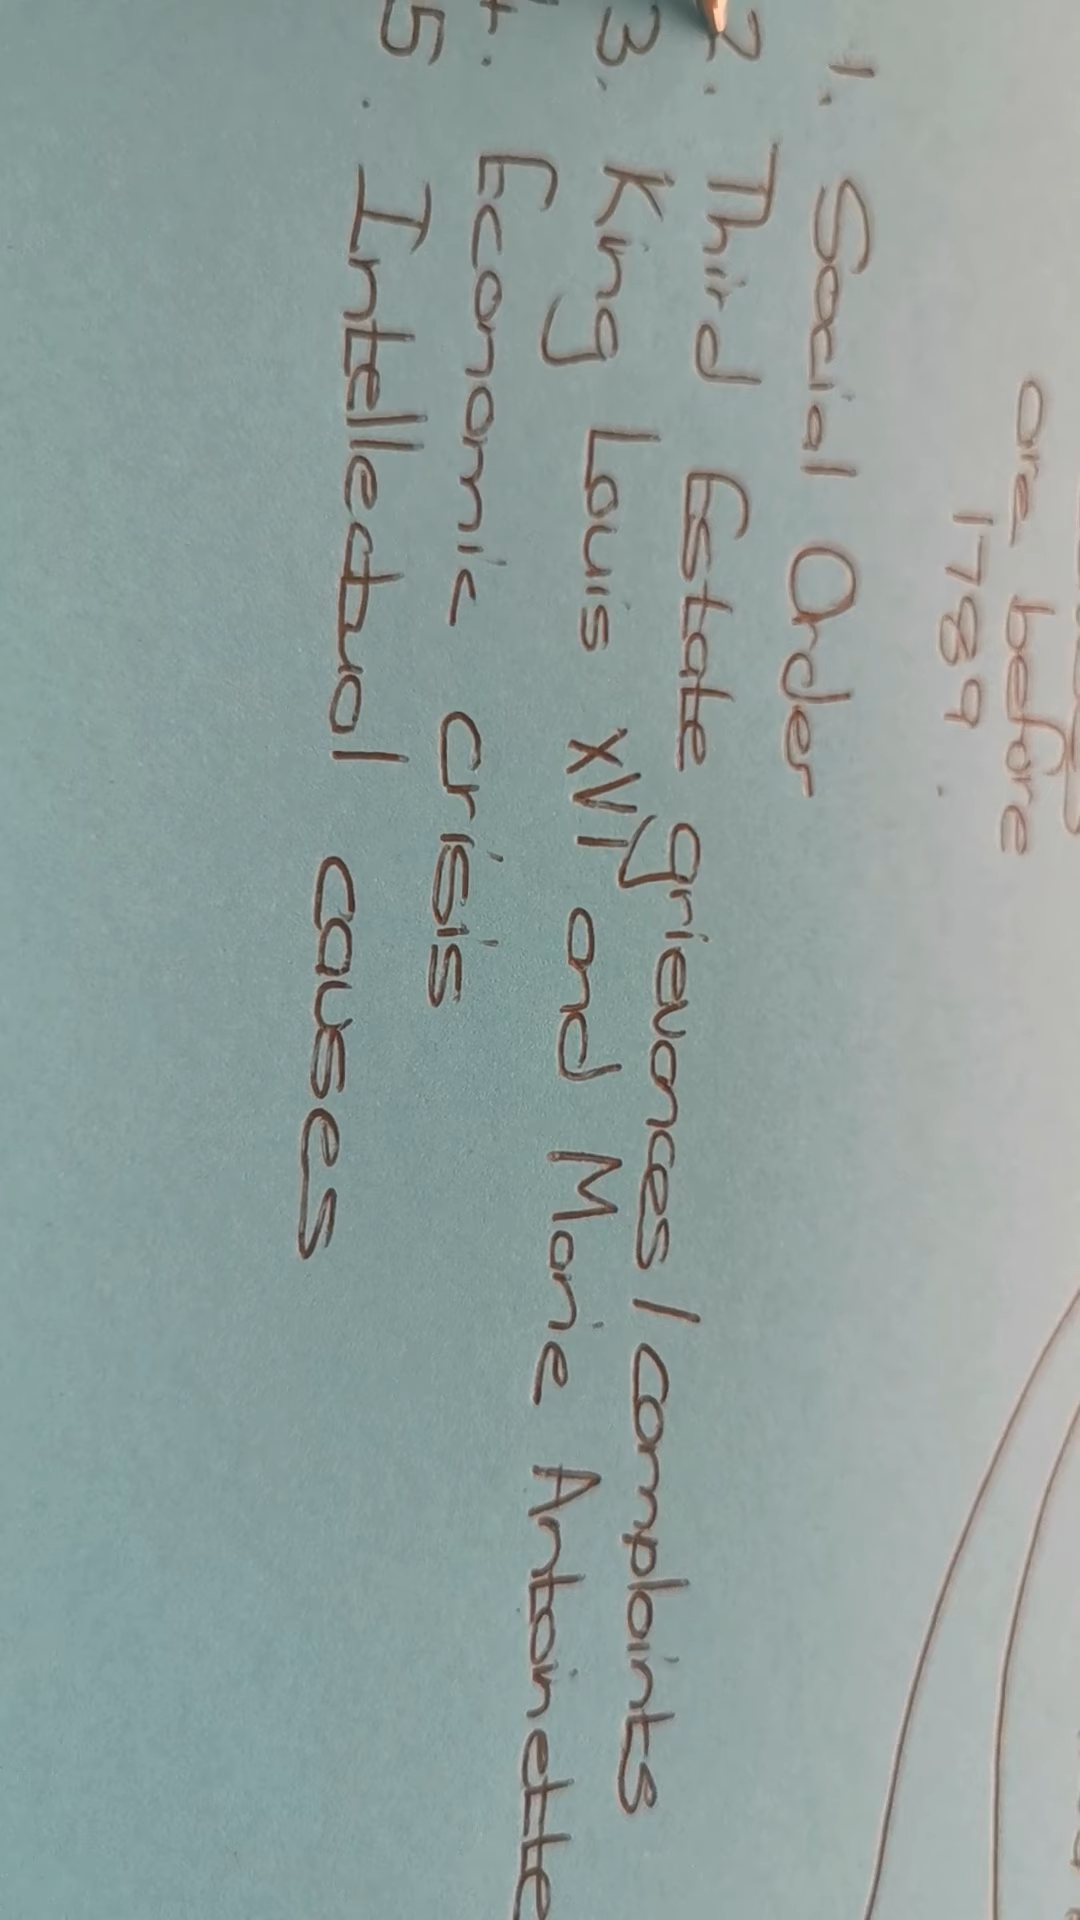 are before
1789.
1. Social Order
2. Third Estate grievances / complaints
3. King Louis XVI and Marie Antoinette
4. Economic crisis
5. Intellectual causes